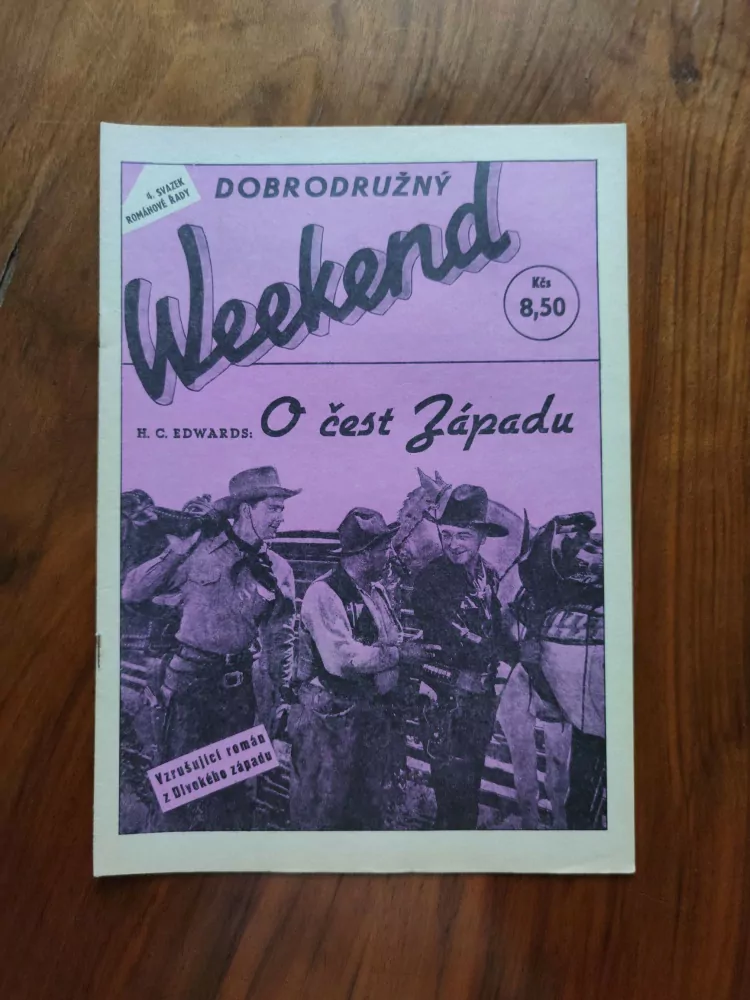 4. SVAZEK
ROMÁNOVÉ ŘADY
DOBRODRUŽNÝ
Weekend
Kčs
8,50
H. C. EDWARDS: O čest Západu
Vzrušující román
z Divokého západu